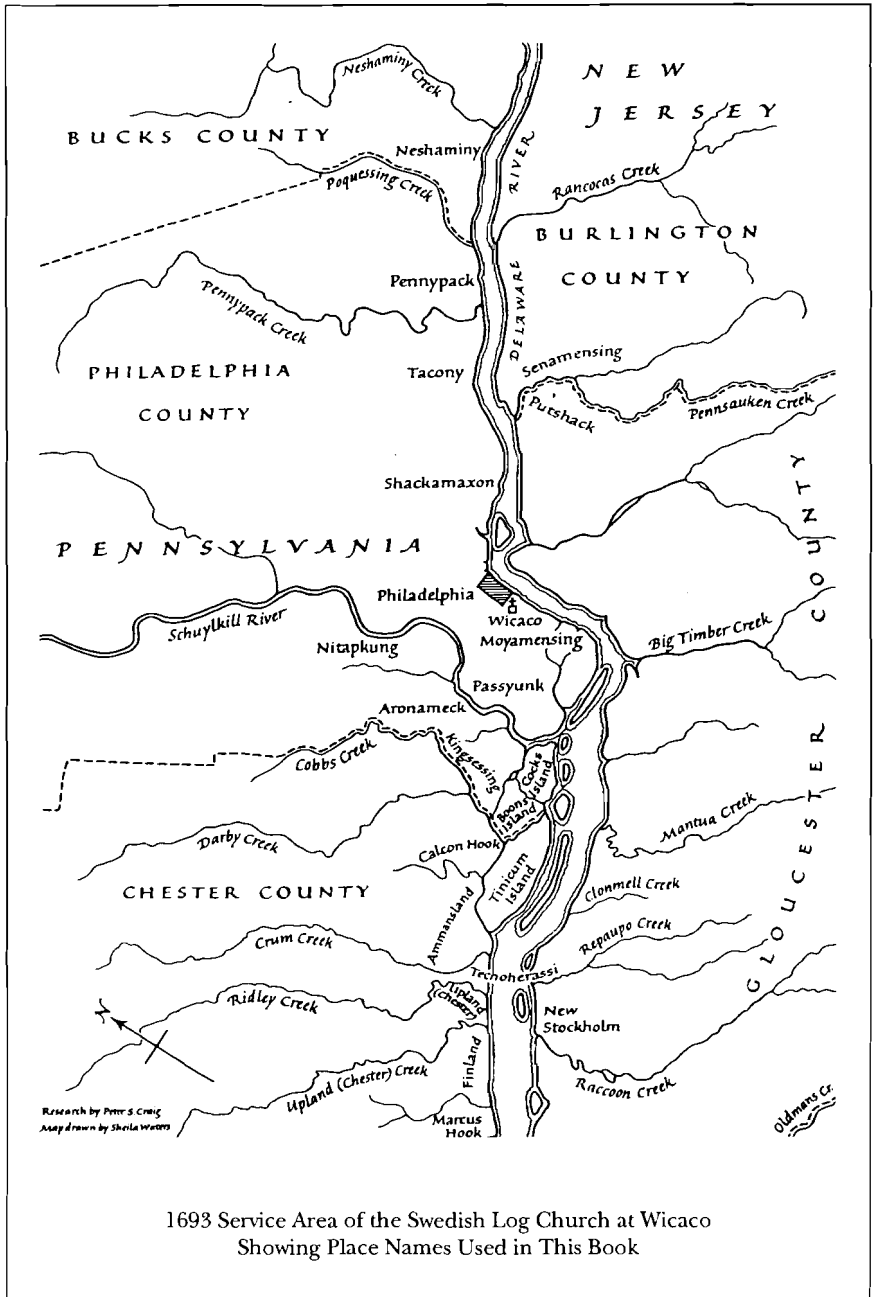 NEW
JERSEY
Neshaminy Creek
BUCKS COUNTY
Neshaminy
RIVER
Poquessing Creek
Rancocas Creek
BURLINGTON
COUNTY
Pennypack
DELAWARE
Pennypack Creek
Senamensing
PHILADELPHIA
COUNTY
Tacony
Putshack
Pennsauken Creek
Shackamaxon
PENNSYLVANIA
GLOUCESTER COUNTY
Philadelphia
Wicaco
Schuylkill River
Moyamensing
Big Timber Creek
Nitapkung
Passyunk
Aronameck
Cobbs Creek
Kingsessing
Cocks
Island
Boons
Island
Mantua Creek
Darby Creek
Calcon Hook
Tinicum
Island
CHESTER COUNTY
Clonmell Creek
Ammansland
Repaupo Creek
Crum Creek
Tecnoherassi
Upland
(Chester)
Ridley Creek
New
Stockholm
N
Finland
Upland (Chester) Creek
Raccoon Creek
Marcus
Hook
Oldmans Cr.
Research by Peter S. Craig
Map drawn by Sheila Waters
1693 Service Area of the Swedish Log Church at Wicaco
Showing Place Names Used in This Book